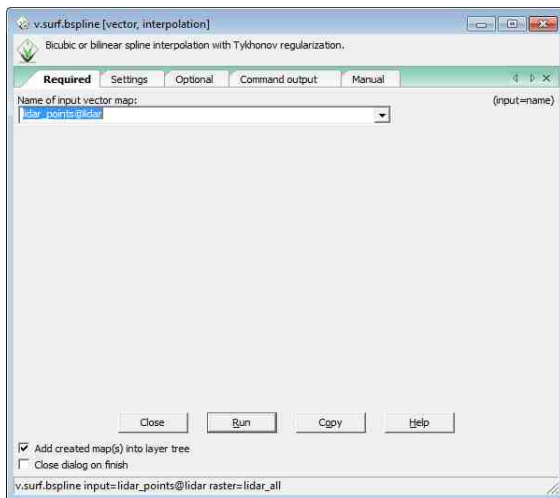 v.surf.bspline [vector, interpolation]
Bicubic or bilinear spline interpolation with Tykhonov regularization.
Required Settings Optional Command output Manual
Name of input vector map: (input=name)
lidar_points@lidar
Close Run Copy Help
Add created map(s) into layer tree
Close dialog on finish
v.surf.bspline input=lidar_points@lidar raster=lidar_all